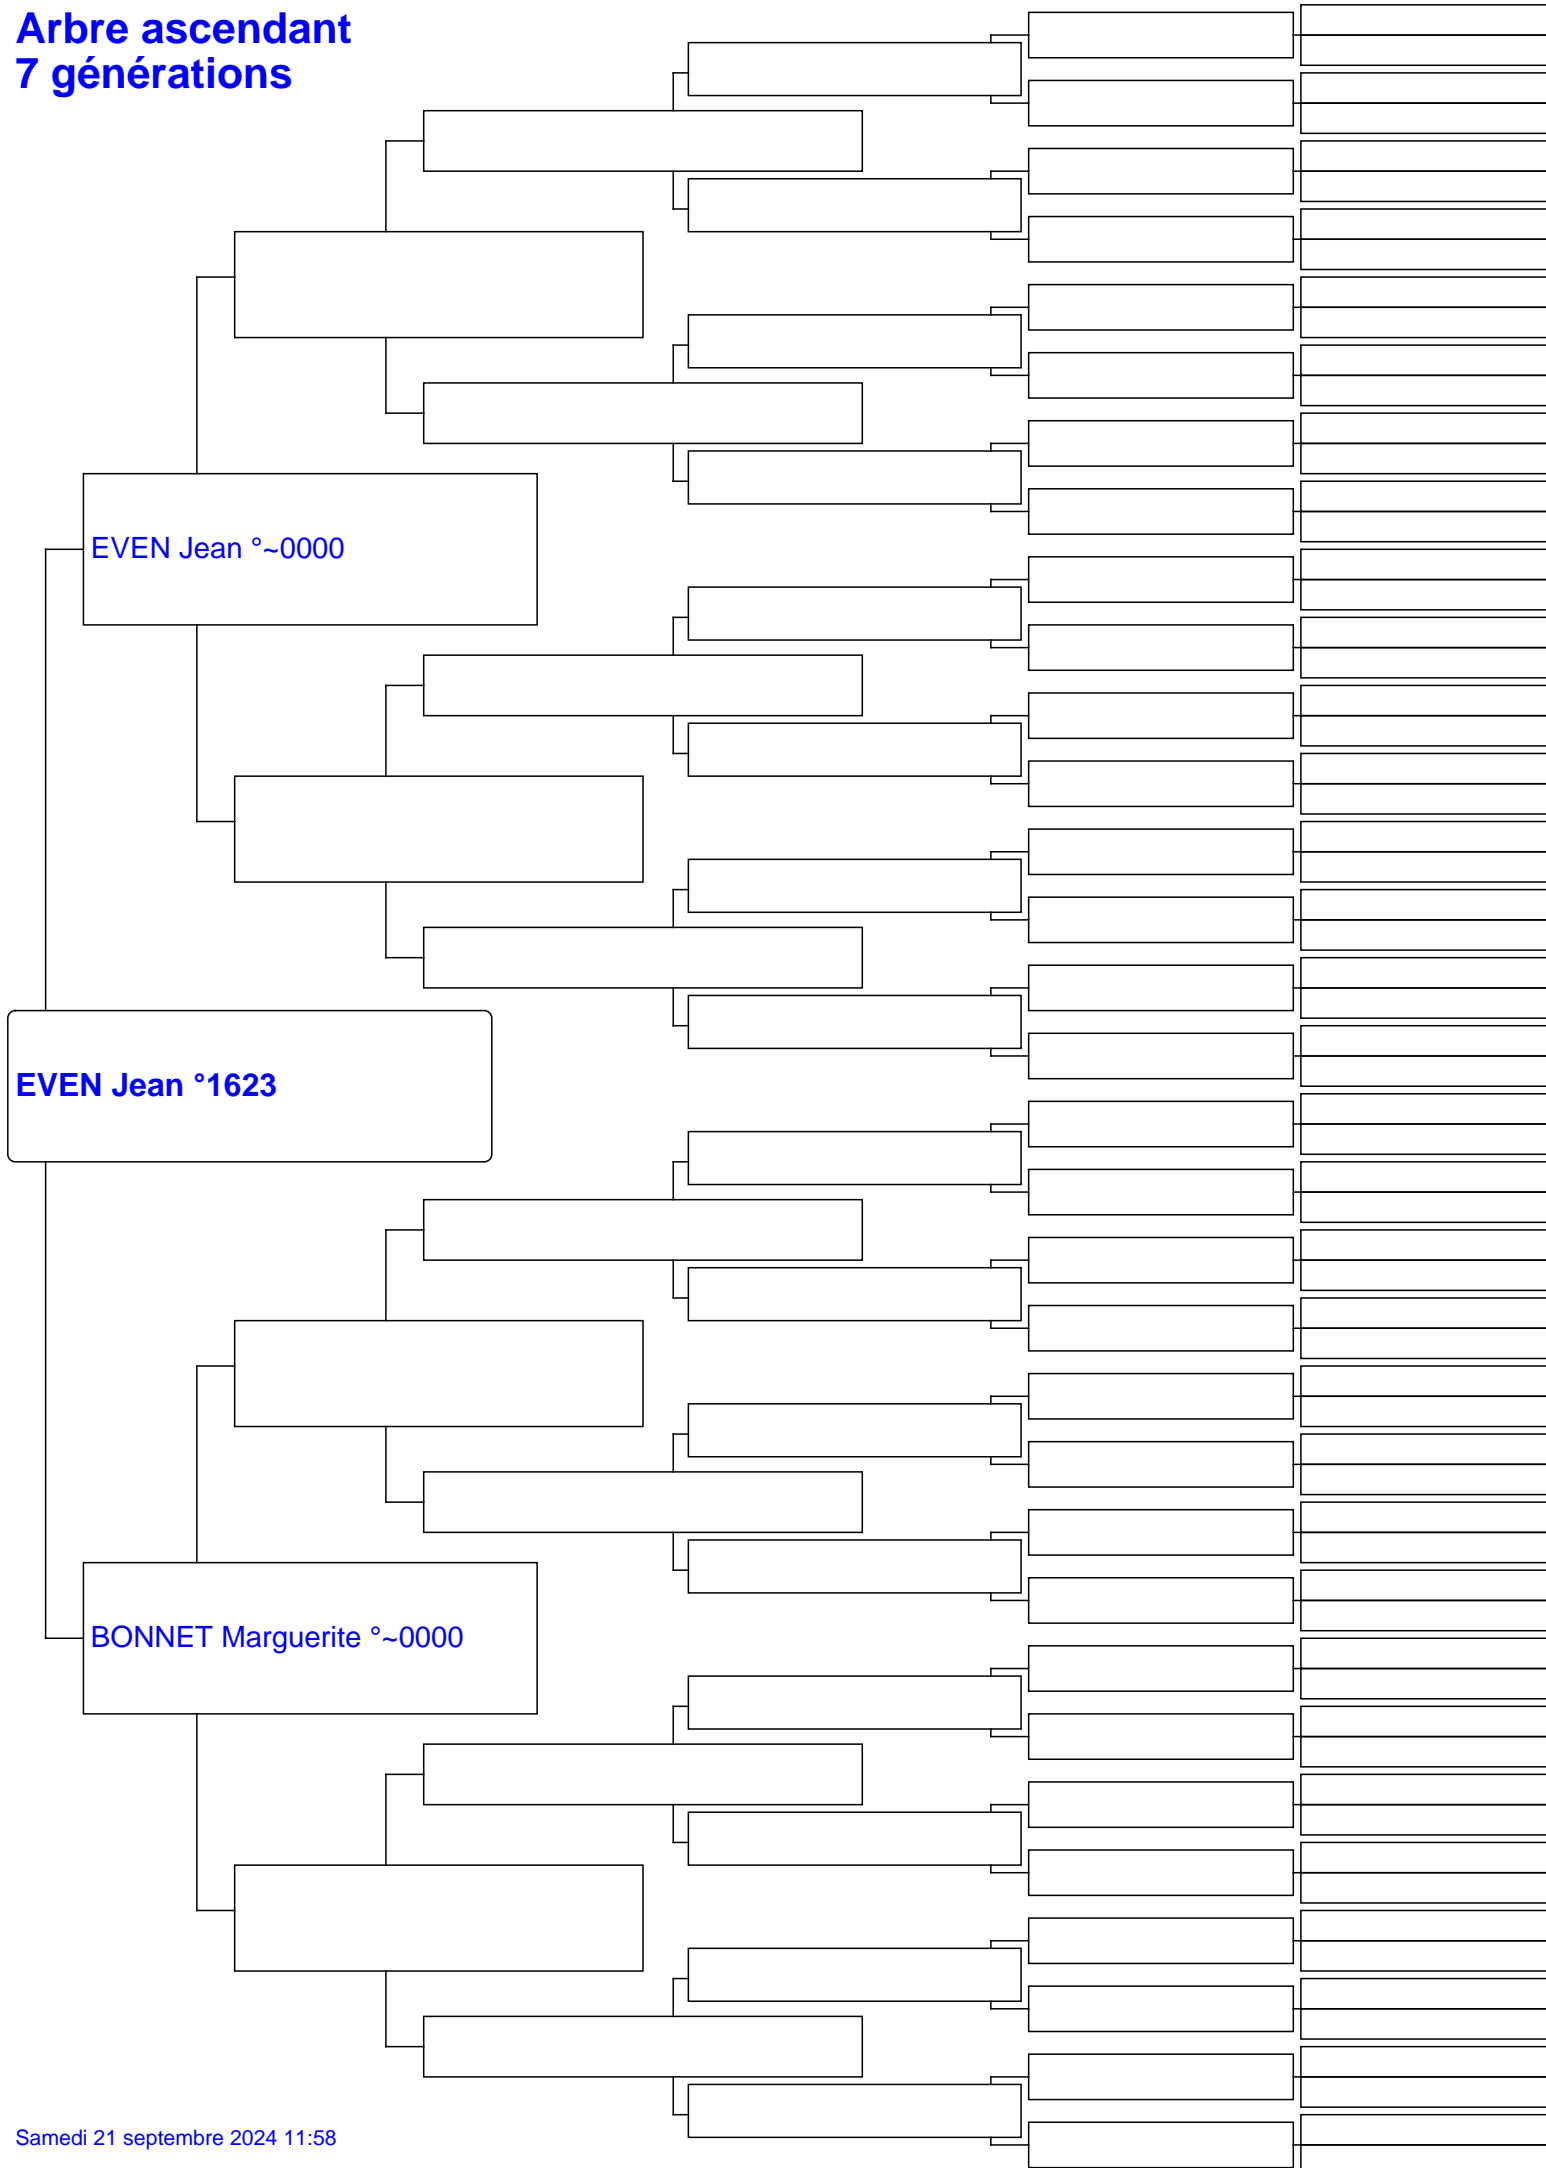 Arbre ascendant
7 générations
EVEN Jean °~0000
EVEN Jean °1623
BONNET Marguerite °~0000
Samedi 21 septembre 2024 11:58